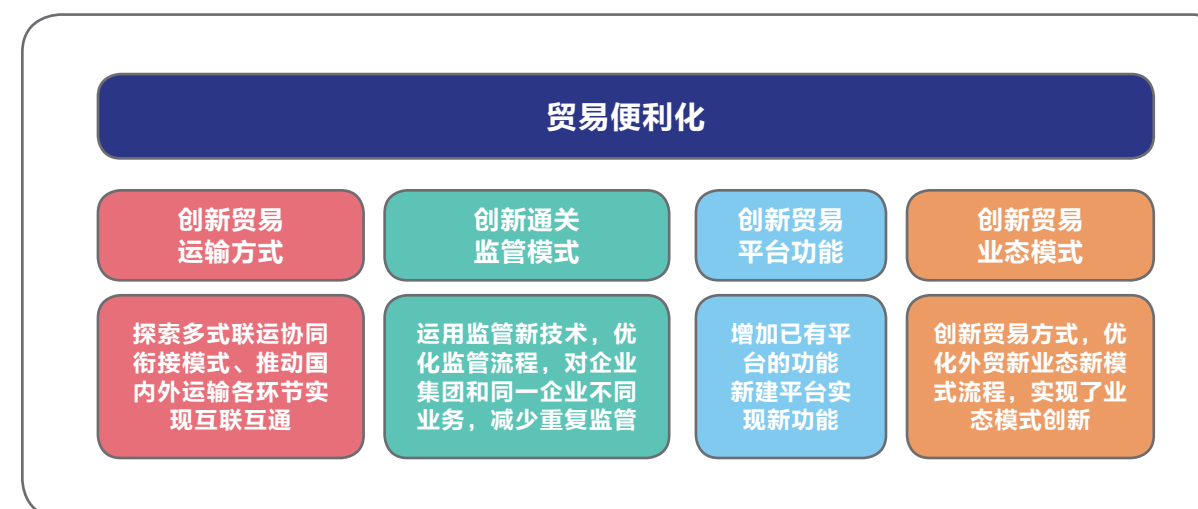 贸易便利化
创新贸易
运输方式
创新通关
监管模式
创新贸易
平台功能
创新贸易
业态模式
探索多式联运协同
衔接模式、推动国
内外运输各环节实
现互联互通
运用监管新技术，优
化监管流程，对企业
集团和同一企业不同
业务，减少重复监管
增加已有平
台的功能
新建平台实
现新功能
创新贸易方式，优
化外贸新业态新模
式流程，实现了业
态模式创新